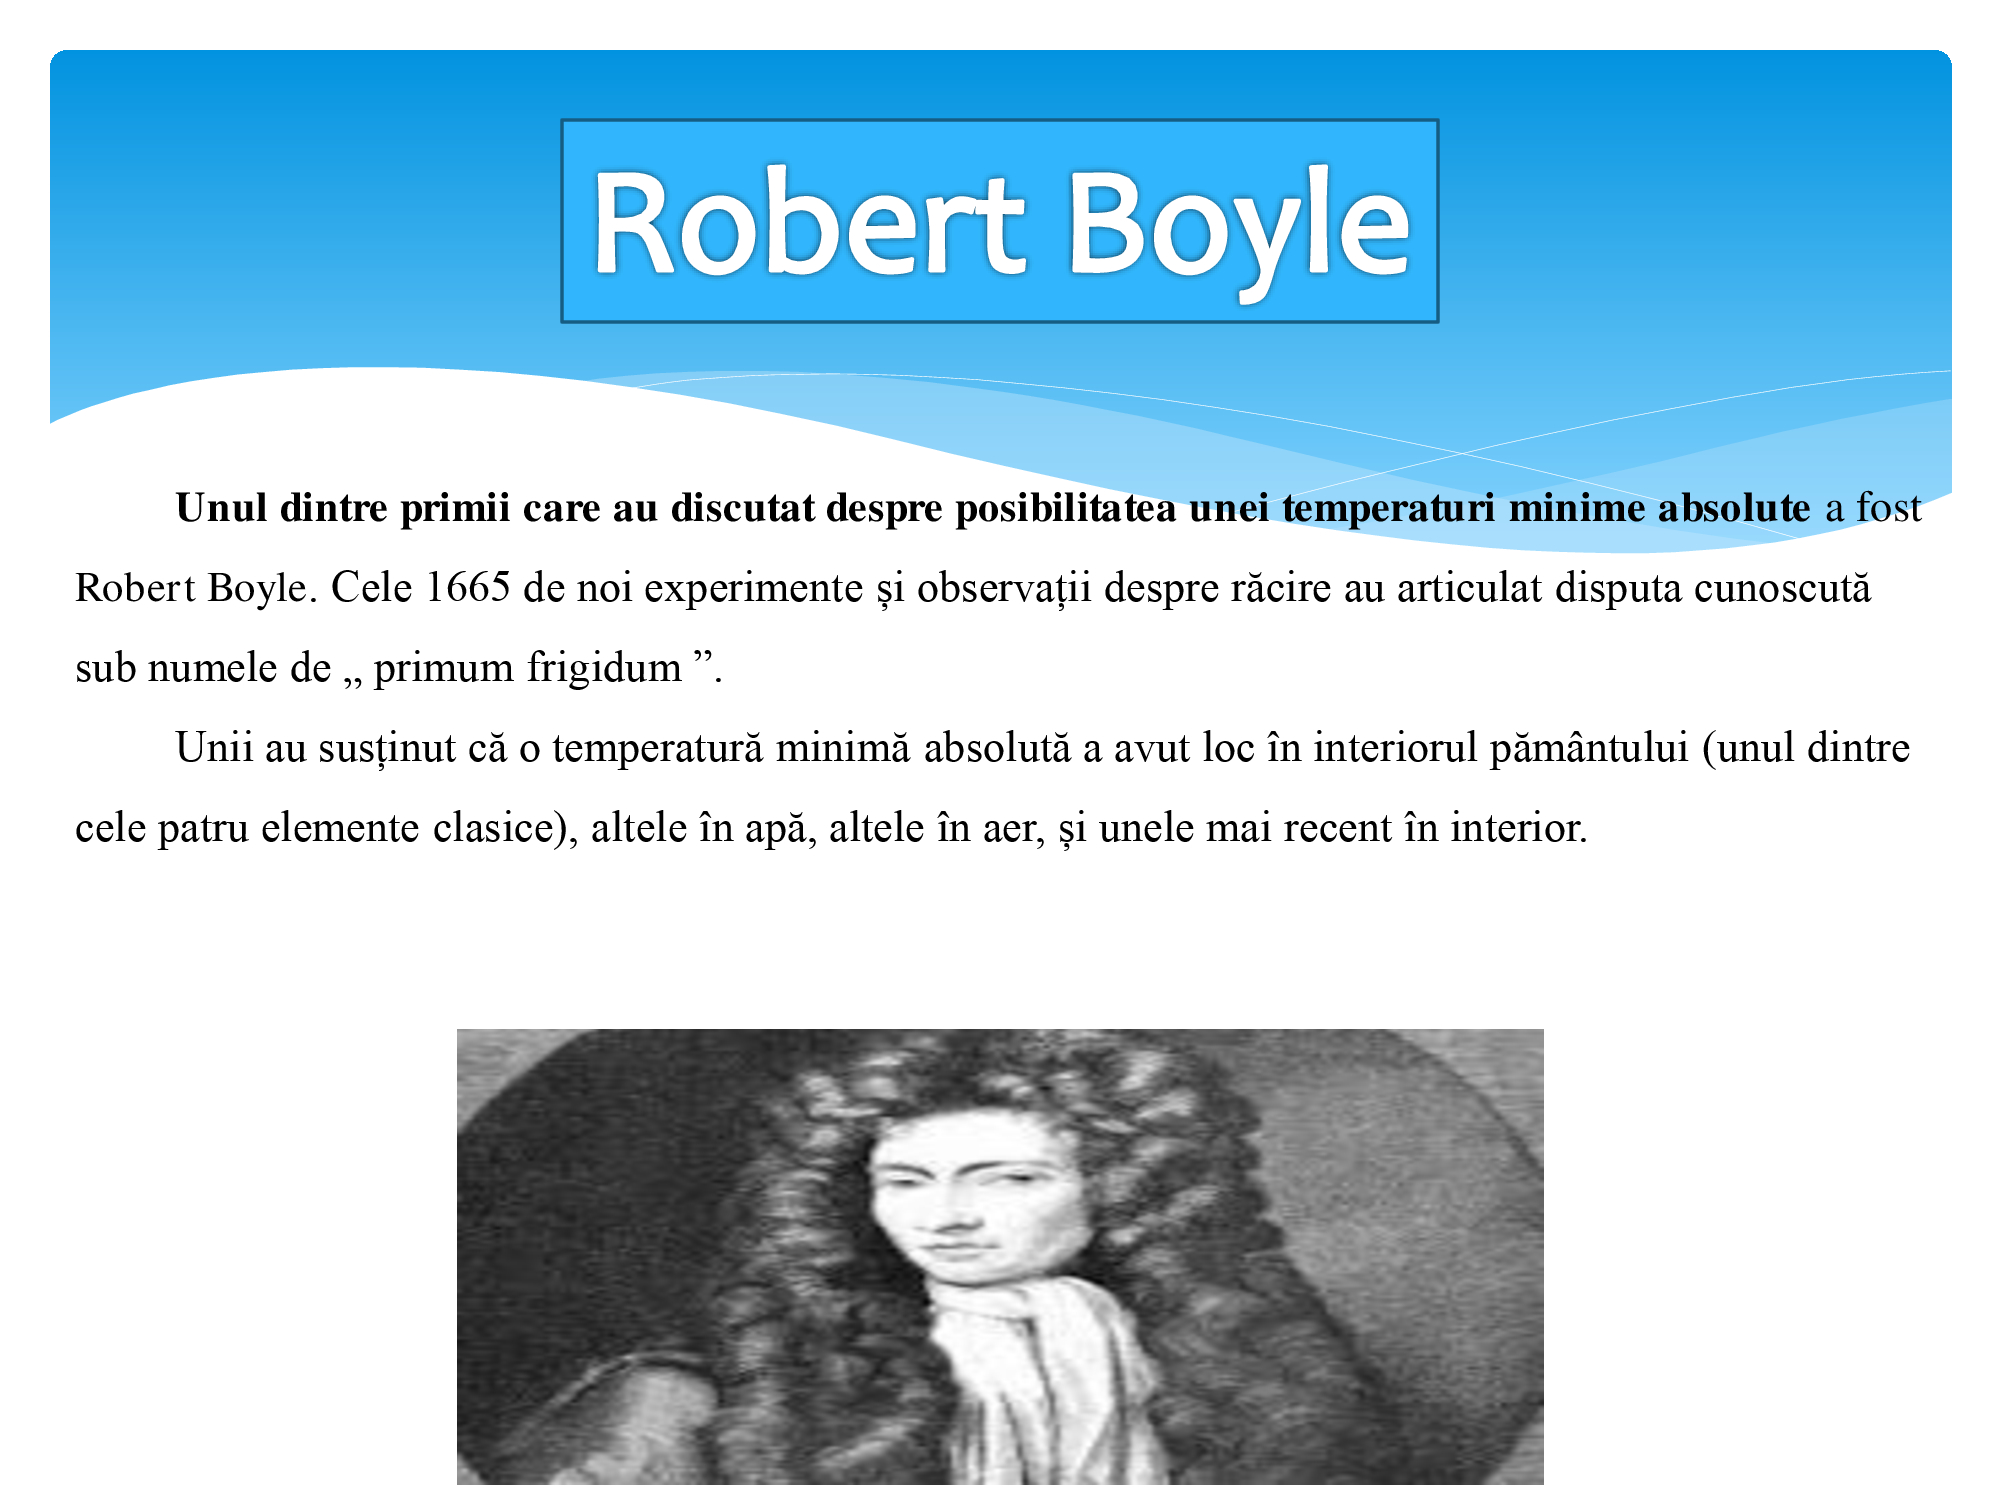 Robert Boyle
Unul dintre primii care au discutat despre posibilitatea unei temperaturi minime absolute a fost
Robert Boyle. Cele 1665 de noi experimente și observații despre răcire au articulat disputa cunoscută
sub numele de „ primum frigidum ”.
Unii au susținut că o temperatură minimă absolută a avut loc în interiorul pământului (unul dintre
cele patru elemente clasice), altele în apă, altele în aer, și unele mai recent în interior.